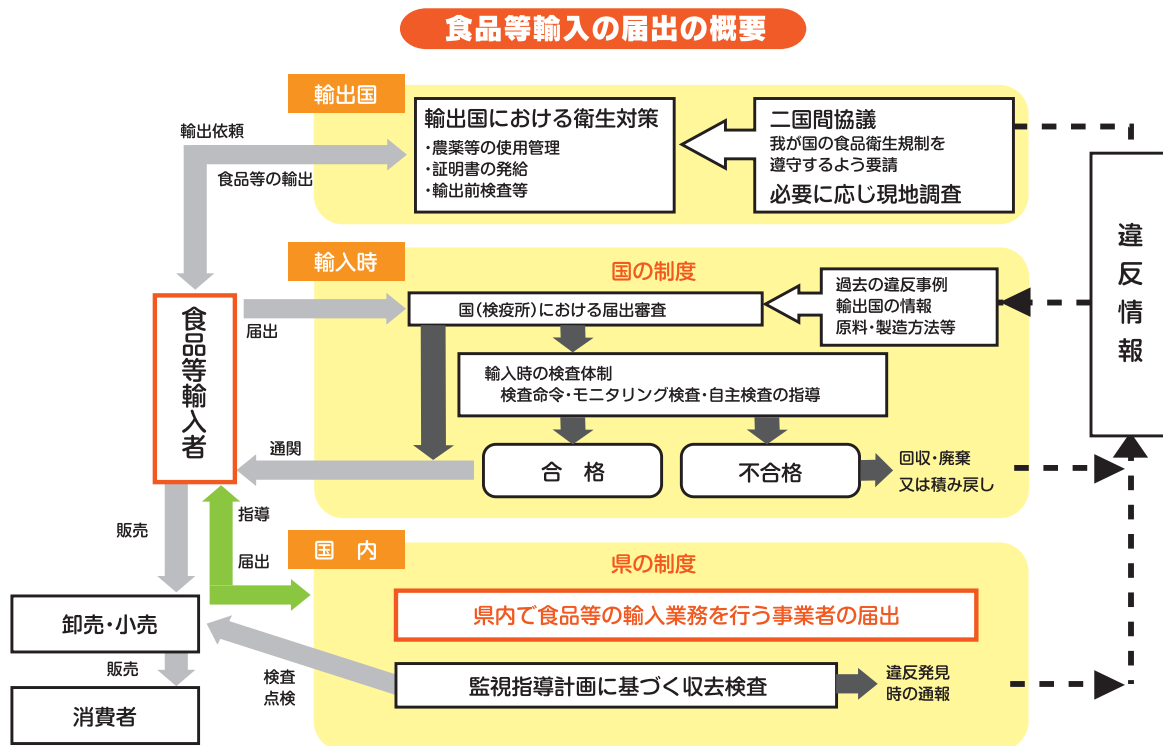 食品等輸入の届出の概要
輸出国
輸出依頼
食品等の輸出
輸出国における衛生対策
・農薬等の使用管理
・証明書の発給
・輸出前検査等
二国間協議
我が国の食品衛生規制を
遵守するよう要請
必要に応じ現地調査
違反情報
輸入時
国の制度
食品等輸入者
届出
国（検疫所）における届出審査
過去の違反事例
輸出国の情報
原料・製造方法等
輸入時の検査体制
検査命令・モニタリング検査・自主検査の指導
通関
合　格
不合格
回収・廃棄
又は積み戻し
販売
指導
届出
国　内
県の制度
県内で食品等の輸入業務を行う事業者の届出
卸売・小売
販売
消費者
検査
点検
監視指導計画に基づく収去検査
違反発見
時の通報